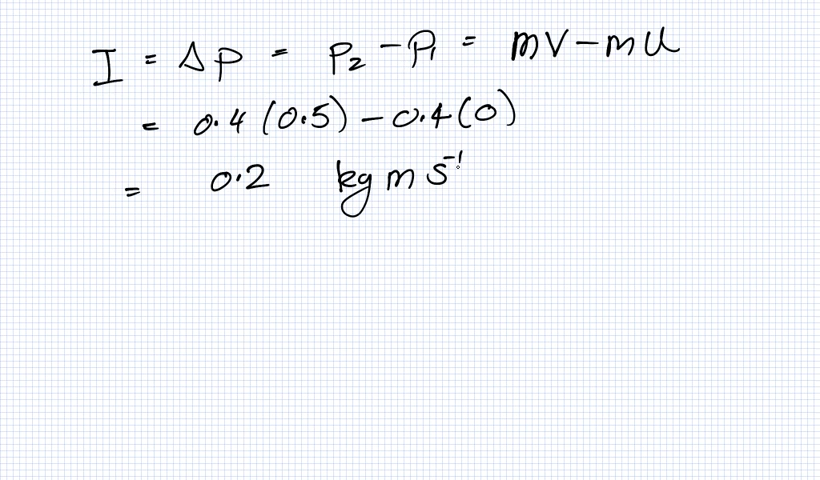 I = Δp = P₂ - P₁ = mv - mu
= 0.4 (0.5) - 0.4 (0)
= 0.2 kg m s⁻¹